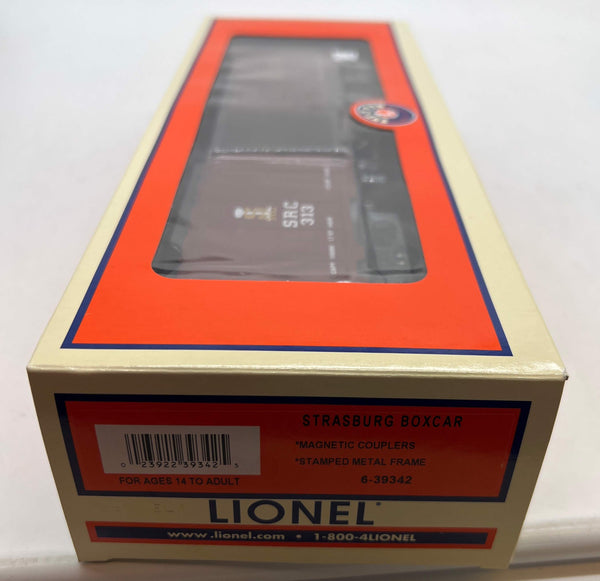 SRC
313
STRASBURG BOXCAR
*MAGNETIC COUPLERS
*STAMPED METAL FRAME
6-39342
0 23922 39342 5
FOR AGES 14 TO ADULT
LIONEL®
www.lionel.com • 1-800-4LIONEL